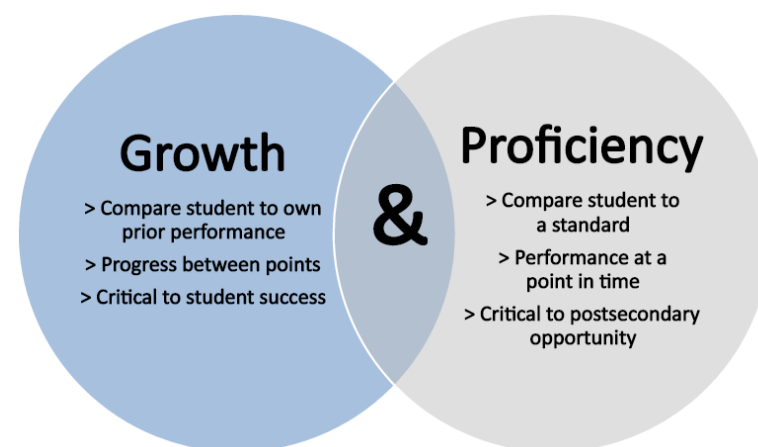 Growth
> Compare student to own
prior performance
> Progress between points
> Critical to student success
&
Proficiency
> Compare student to
a standard
> Performance at a
point in time
> Critical to postsecondary
opportunity